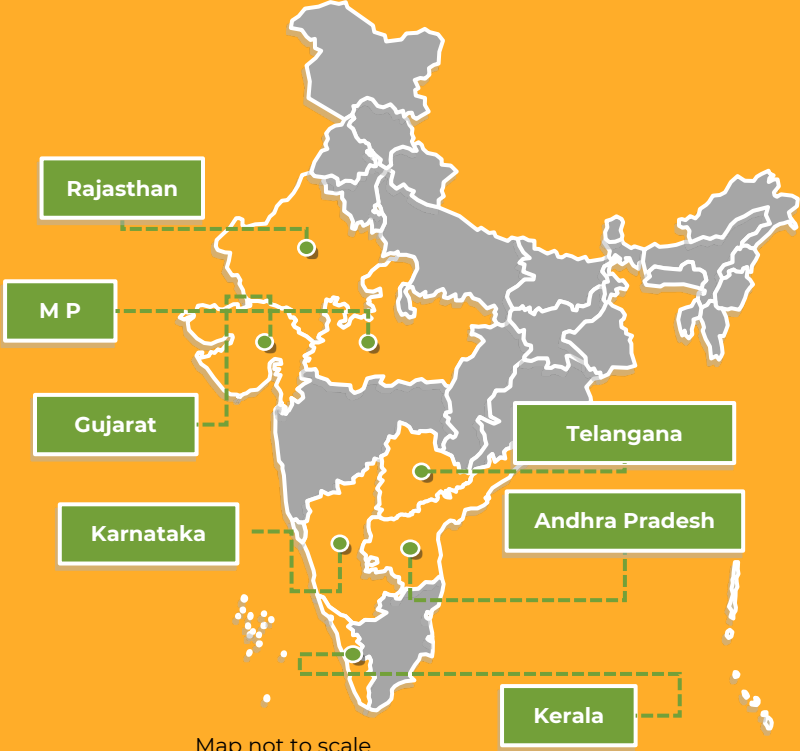 Rajasthan
M P
Gujarat
Telangana
Andhra Pradesh
Karnataka
Kerala
Map not to scale